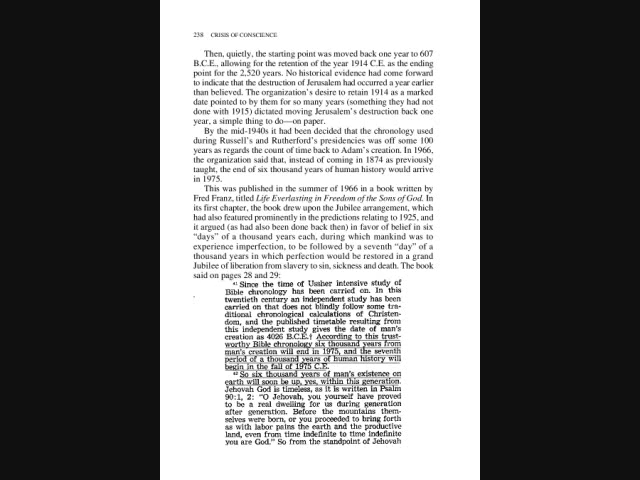 238 CRISIS OF CONSCIENCE
Then, quietly, the starting point was moved back one year to 607
B.C.E., allowing for the retention of the year 1914 C.E. as the ending
point for the 2,520 years. No historical evidence had come forward
to indicate that the destruction of Jerusalem had occurred a year earlier
than believed. The organization's desire to retain 1914 as a marked
date pointed to by them for so many years (something they had not
done with 1915) dictated moving Jerusalem's destruction back one
year, a simple thing to do—on paper.
By the mid-1940s it had been decided that the chronology used
during Russell's and Rutherford's presidencies was off some 100
years as regards the count of time back to Adam's creation. In 1966,
the organization said that, instead of coming in 1874 as previously
taught, the end of six thousand years of human history would arrive
in 1975.
This was published in the summer of 1966 in a book written by
Fred Franz, titled Life Everlasting in Freedom of the Sons of God. In
its first chapter, the book drew upon the Jubilee arrangement, which
had also featured prominently in the predictions relating to 1925, and
it argued (as had also been done back then) in favor of belief in six
“days” of a thousand years each, during which mankind was to
experience imperfection, to be followed by a seventh “day” of a
thousand years in which perfection would be restored in a grand
Jubilee of liberation from slavery to sin, sickness and death. The book
said on pages 28 and 29:
41 Since the time of Ussher intensive study of
Bible chronology has been carried on. In this
twentieth century an independent study has been
carried on that does not blindly follow some tra-
ditional chronological calculations of Christen-
dom, and the published timetable resulting from
this independent study gives the date of man's
creation as 4026 B.C.E.† According to this trust-
worthy Bible chronology six thousand years from
man's creation will end in 1975, and the seventh
period of a thousand years of human history will
begin in the fall of 1975 C.E.
42 So six thousand years of man's existence on
earth will soon be up, yes, within this generation.
Jehovah God is timeless, as it is written in Psalm
90:1, 2: “O Jehovah, you yourself have proved
to be a real dwelling for us during generation
after generation. Before the mountains them-
selves were born, or you proceeded to bring forth
as with labor pains the earth and the productive
land, even from time indefinite to time indefinite
you are God.” So from the standpoint of Jehovah